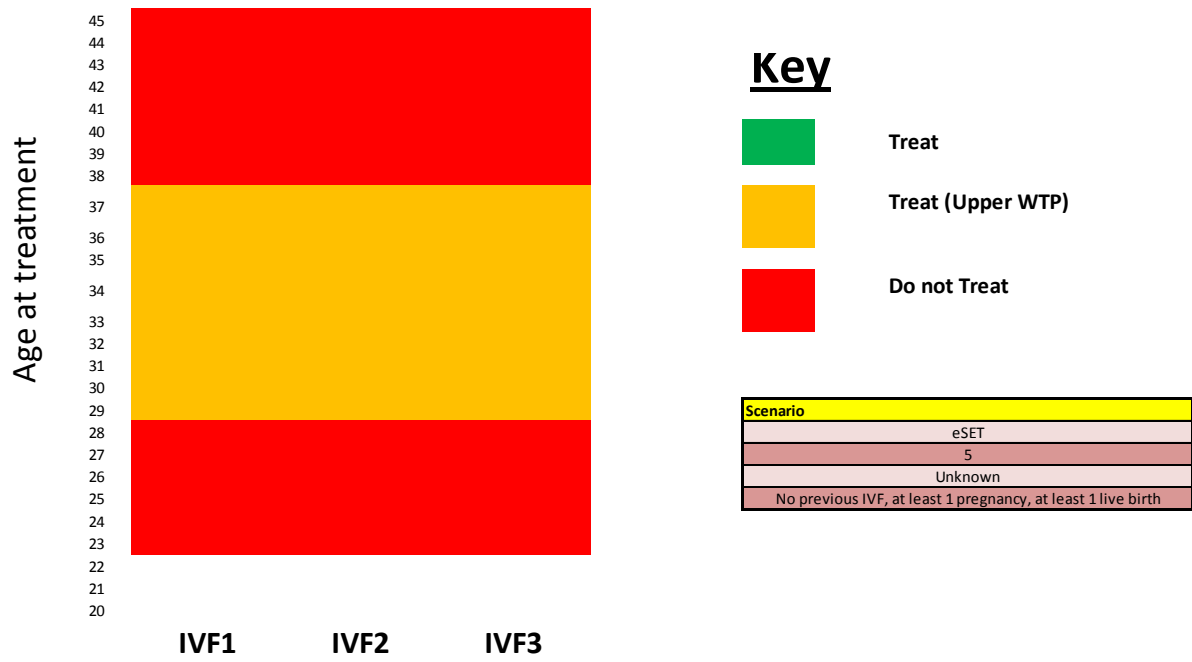 Age at treatment
45
44
43
42
41
40
39
38
37
36
35
34
33
32
31
30
29
28
27
26
25
24
23
22
21
20
IVF1 IVF2 IVF3
Key
Treat
Treat (Upper WTP)
Do not Treat
Scenario
eSET
5
Unknown
No previous IVF, at least 1 pregnancy, at least 1 live birth